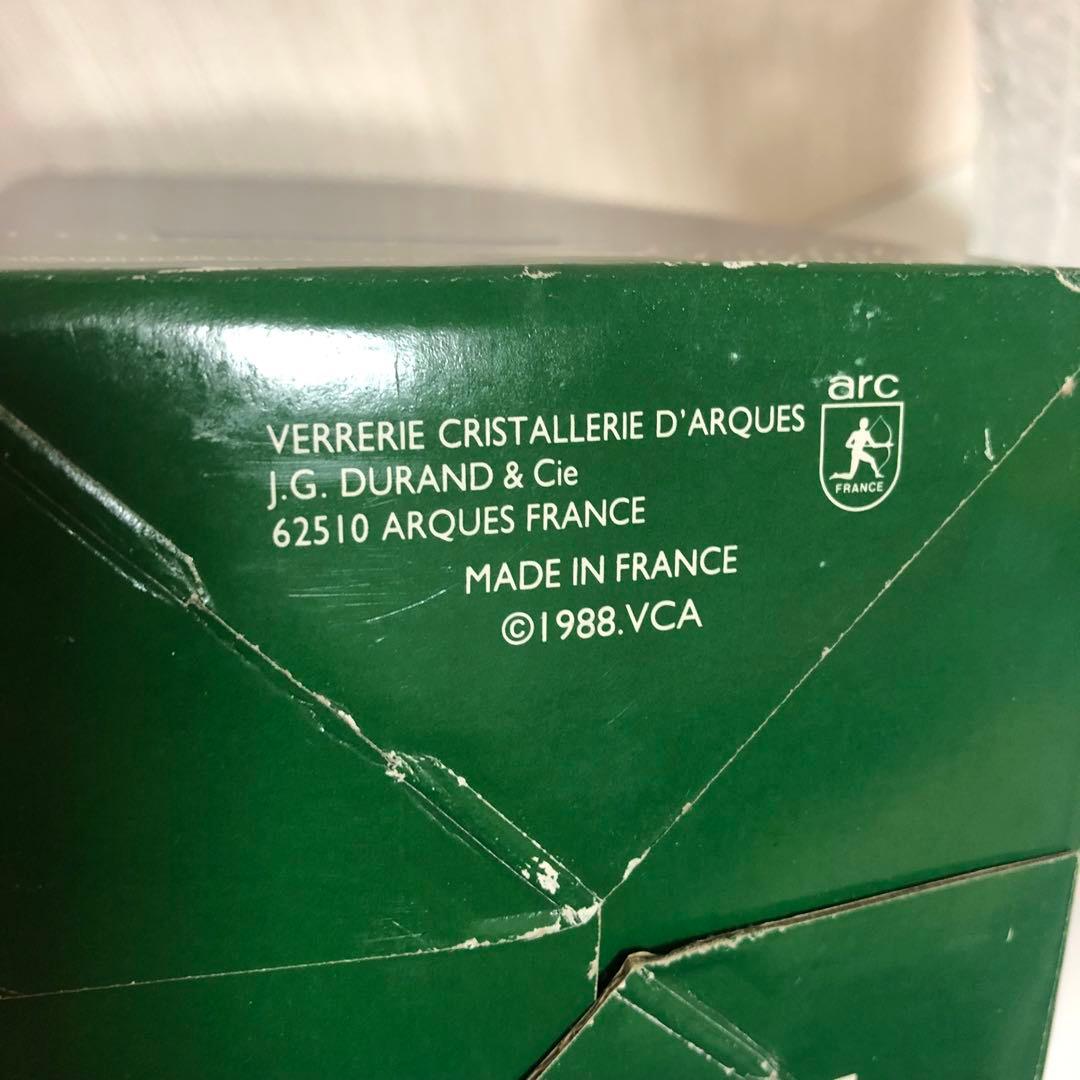 arc
FRANCE
VERRERIE CRISTALLERIE D'ARQUES
J.G. DURAND & Cie
62510 ARQUES FRANCE
MADE IN FRANCE
©1988.VCA